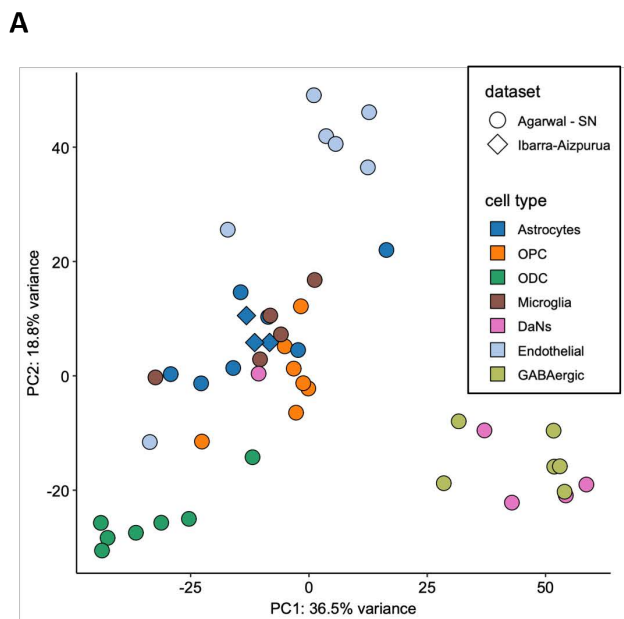 A
dataset
Agarwal - SN
Ibarra-Aizpurua
cell type
Astrocytes
OPC
ODC
Microglia
DaNs
Endothelial
GABAergic
PC2: 18.8% variance
40
20
0
-20
-25
0
25
50
PC1: 36.5% variance